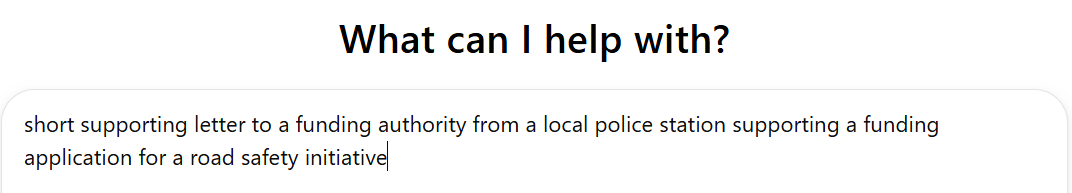 What can I help with?
short supporting letter to a funding authority from a local police station supporting a funding
application for a road safety initiative